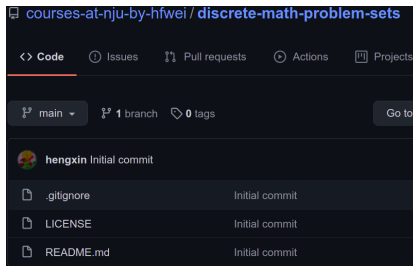 courses-at-nju-by-hfwei / discrete-math-problem-sets
Code Issues Pull requests Actions Projects
main 1 branch 0 tags Go to
hengxin Initial commit
.gitignore Initial commit
LICENSE Initial commit
README.md Initial commit